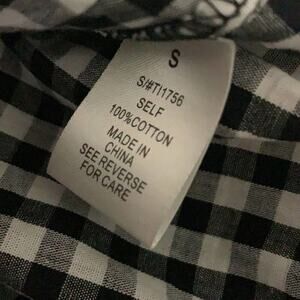 S
S/#TI1756
SELF
100%COTTON
MADE IN
CHINA
SEE REVERSE
FOR CARE